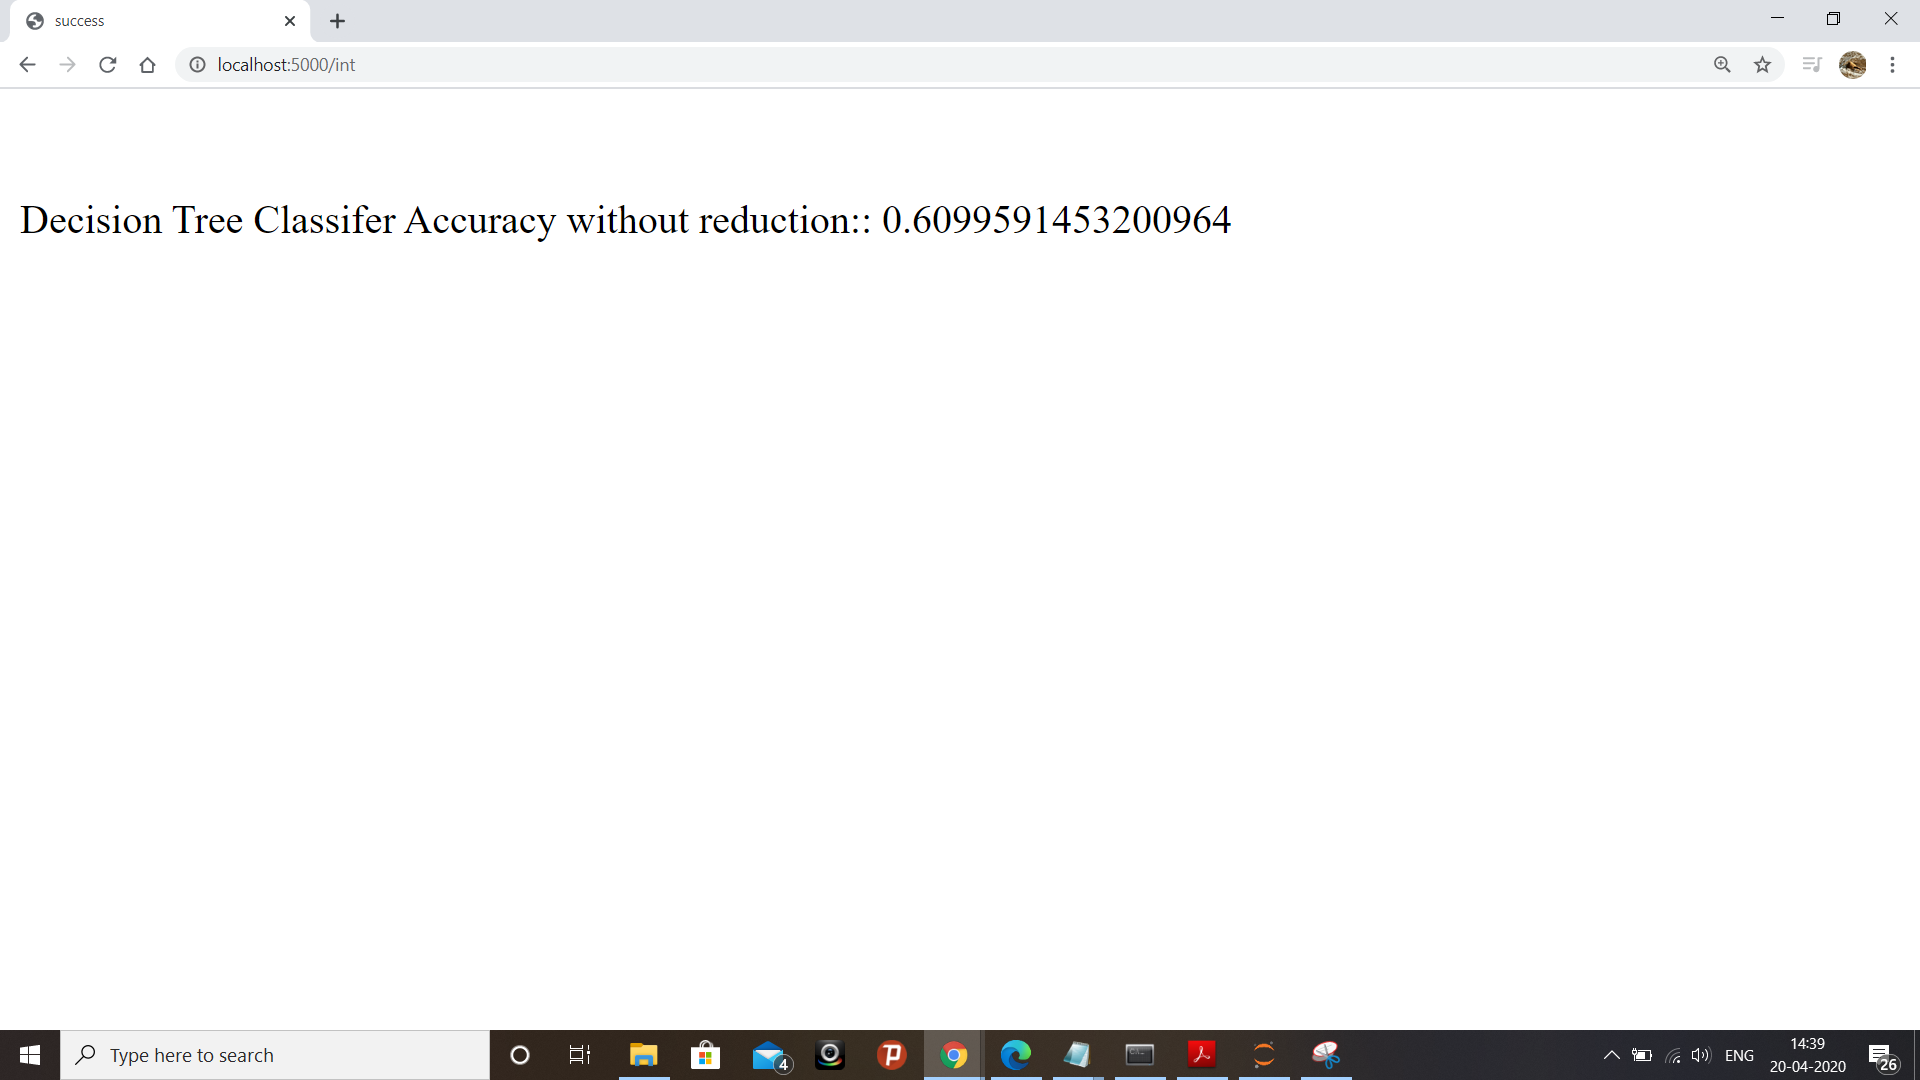 success
localhost:5000/int
Decision Tree Classifer Accuracy without reduction:: 0.6099591453200964
Type here to search
4
ENG
14:39
20-04-2020
26